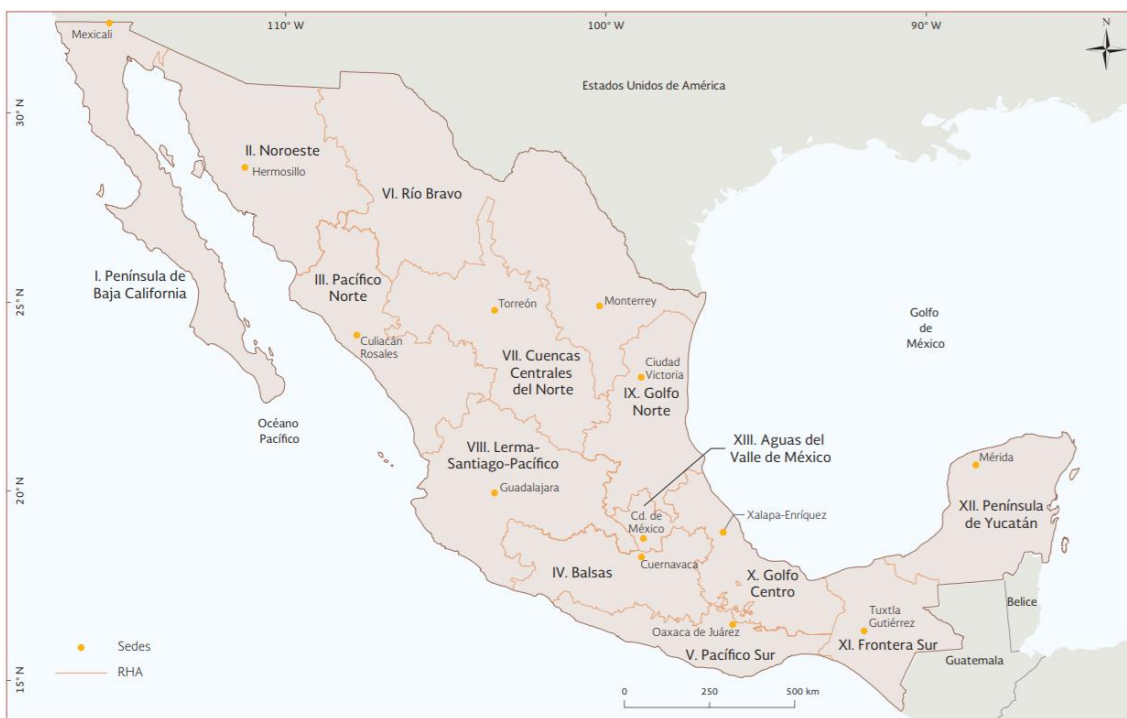 110° W
100° W
90° W
N
Mexicali
Estados Unidos de América
30° N
II. Noroeste
Hermosillo
VI. Río Bravo
I. Península de
Baja California
III. Pacífico
Norte
25° N
Torreón
Monterrey
Golfo
de
México
Culiacán
Rosales
VII. Cuencas
Centrales
del Norte
Ciudad
Victoria
IX. Golfo
Norte
Océano
Pacífico
VIII. Lerma-
Santiago-Pacífico
XIII. Aguas del
Valle de México
Guadalajara
Mérida
20° N
XII. Península
de Yucatán
Cd. de
México
Xalapa-Enríquez
Cuernavaca
IV. Balsas
X. Golfo
Centro
Belice
Tuxtla
Gutiérrez
Oaxaca de Juárez
V. Pacífico Sur
XI. Frontera Sur
Guatemala
Sedes
RHA
15° N
0
250
500 km